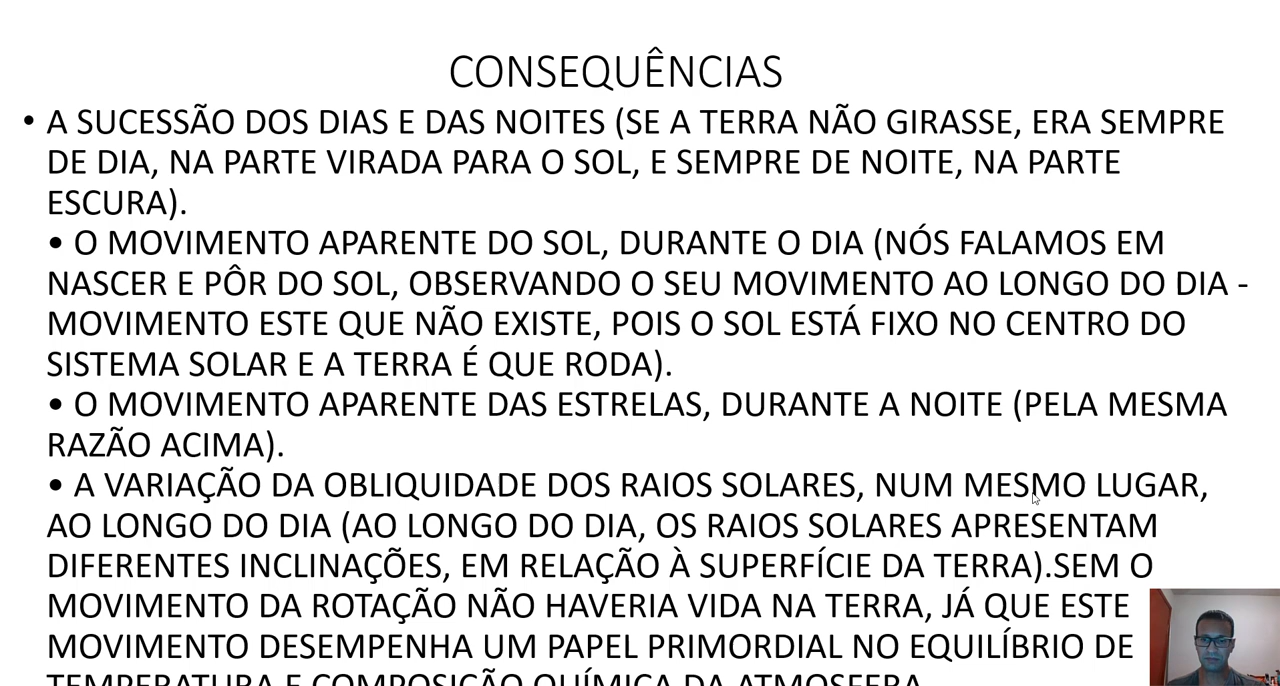 CONSEQUÊNCIAS
• A SUCESSÃO DOS DIAS E DAS NOITES (SE A TERRA NÃO GIRASSE, ERA SEMPRE
DE DIA, NA PARTE VIRADA PARA O SOL, E SEMPRE DE NOITE, NA PARTE
ESCURA).
• O MOVIMENTO APARENTE DO SOL, DURANTE O DIA (NÓS FALAMOS EM
NASCER E PÔR DO SOL, OBSERVANDO O SEU MOVIMENTO AO LONGO DO DIA -
MOVIMENTO ESTE QUE NÃO EXISTE, POIS O SOL ESTÁ FIXO NO CENTRO DO
SISTEMA SOLAR E A TERRA É QUE RODA).
• O MOVIMENTO APARENTE DAS ESTRELAS, DURANTE A NOITE (PELA MESMA
RAZÃO ACIMA).
• A VARIAÇÃO DA OBLIQUIDADE DOS RAIOS SOLARES, NUM MESMO LUGAR,
AO LONGO DO DIA (AO LONGO DO DIA, OS RAIOS SOLARES APRESENTAM
DIFERENTES INCLINAÇÕES, EM RELAÇÃO À SUPERFÍCIE DA TERRA).SEM O
MOVIMENTO DA ROTAÇÃO NÃO HAVERIA VIDA NA TERRA, JÁ QUE ESTE
MOVIMENTO DESEMPENHA UM PAPEL PRIMORDIAL NO EQUILÍBRIO DE
TEMPERATURA E COMPOSIÇÃO QUÍMICA DA ATMOSFERA